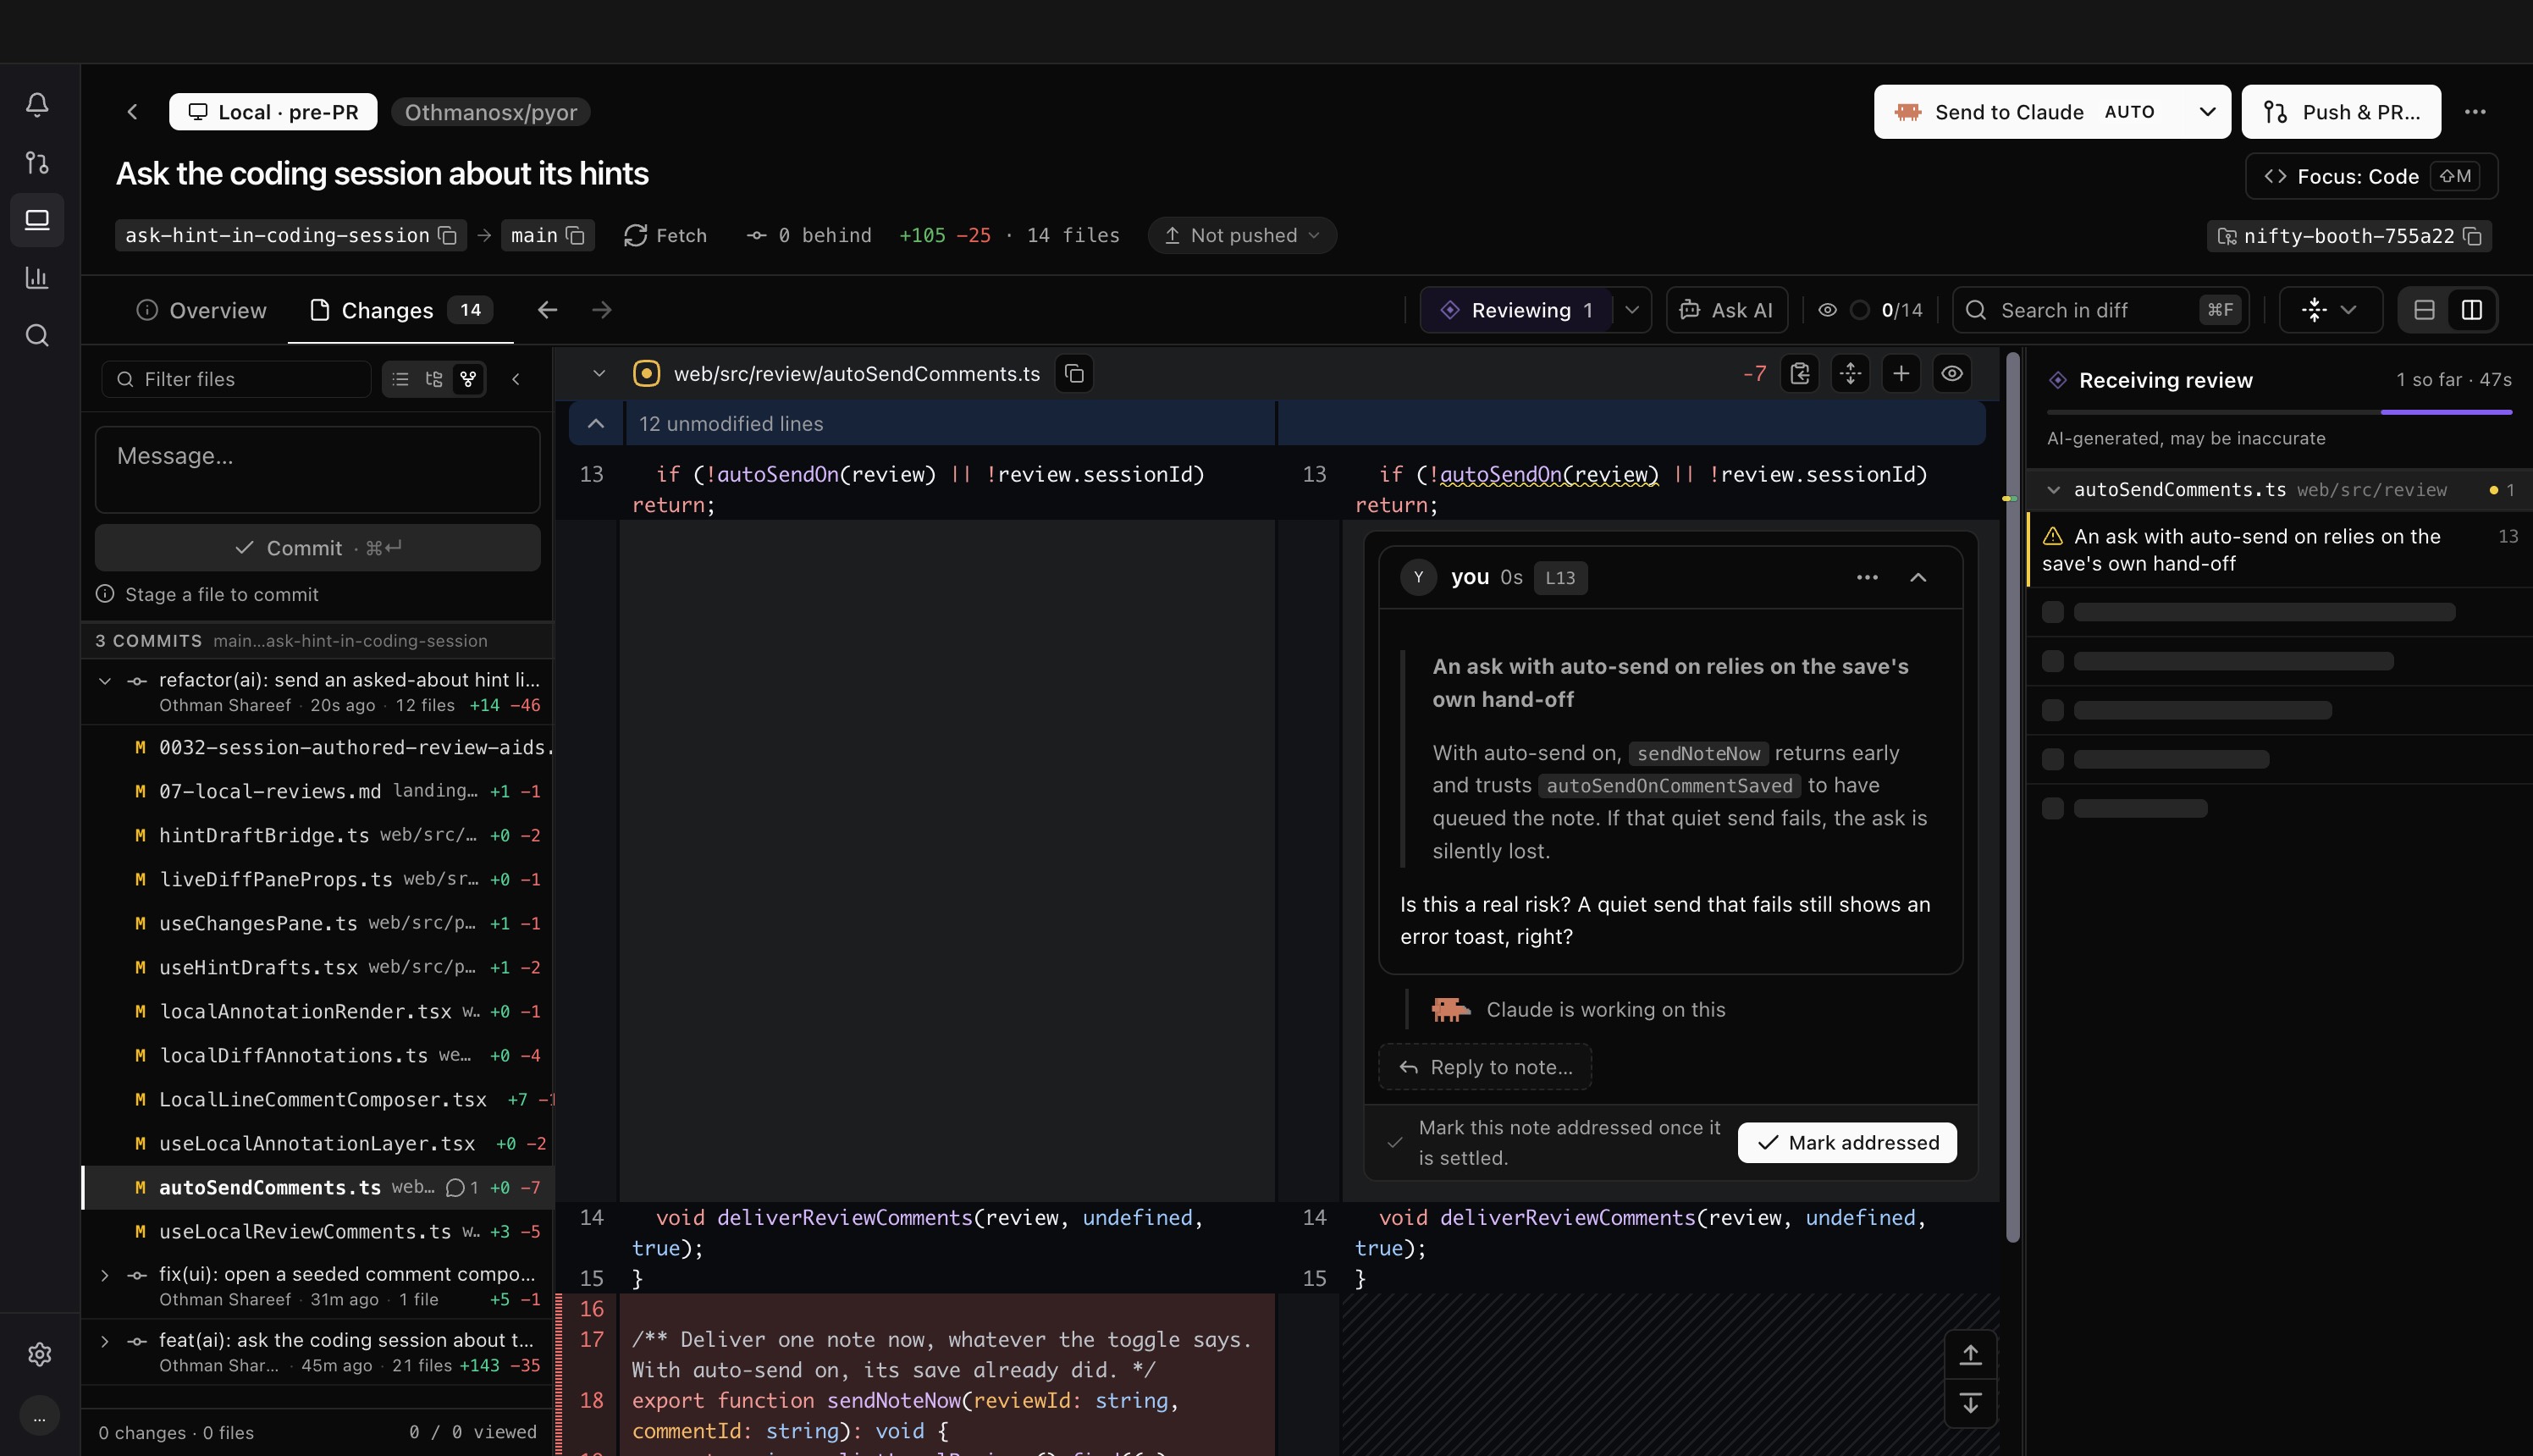 Local · pre-PR
Othmanosx/pyor
Send to Claude AUTO
Push & PR...
Ask the coding session about its hints
Focus: Code ⇧M
ask-hint-in-coding-session → main
Fetch
0 behind +105 −25 · 14 files
Not pushed
nifty-booth-755a22
Overview
Changes 14
Reviewing 1
Ask AI
0/14
Search in diff ⌘F
Filter files
Message...
Commit · ⌘↵
Stage a file to commit
3 COMMITS main...ask-hint-in-coding-session
refactor(ai): send an asked-about hint li...
Othman Shareef · 20s ago · 12 files +14 −46
M 0032-session-authored-review-aids.
M 07-local-reviews.md landing... +1 −1
M hintDraftBridge.ts web/src/... +0 −2
M liveDiffPaneProps.ts web/sr... +0 −1
M useChangesPane.ts web/src/p... +1 −1
M useHintDrafts.tsx web/src/p... +1 −2
M localAnnotationRender.tsx w... +0 −1
M localDiffAnnotations.ts we... +0 −4
M LocalLineCommentComposer.tsx +7
M useLocalAnnotationLayer.tsx +0 −2
M autoSendComments.ts web... 1 +0 −7
M useLocalReviewComments.ts w... +3 −5
fix(ui): open a seeded comment compo...
Othman Shareef · 31m ago · 1 file +5 −1
feat(ai): ask the coding session about t...
Othman Shar... · 45m ago · 21 files +143 −35
0 changes · 0 files
0 / 0 viewed
...
web/src/review/autoSendComments.ts
−7
12 unmodified lines
13 if (!autoSendOn(review) || !review.sessionId)
return;
13 if (!autoSendOn(review) || !review.sessionId)
return;
Y you 0s L13
An ask with auto-send on relies on the save's
own hand-off
With auto-send on, sendNoteNow returns early
and trusts autoSendOnCommentSaved to have
queued the note. If that quiet send fails, the ask is
silently lost.
Is this a real risk? A quiet send that fails still shows an
error toast, right?
Claude is working on this
Reply to note...
Mark this note addressed once it
is settled.
Mark addressed
14 void deliverReviewComments(review, undefined,
true);
15 }
14 void deliverReviewComments(review, undefined,
true);
15 }
16
17 /** Deliver one note now, whatever the toggle says.
With auto-send on, its save already did. */
18 export function sendNoteNow(reviewId: string,
commentId: string): void {
Receiving review
1 so far · 47s
AI-generated, may be inaccurate
autoSendComments.ts web/src/review 1
An ask with auto-send on relies on the
save's own hand-off
13